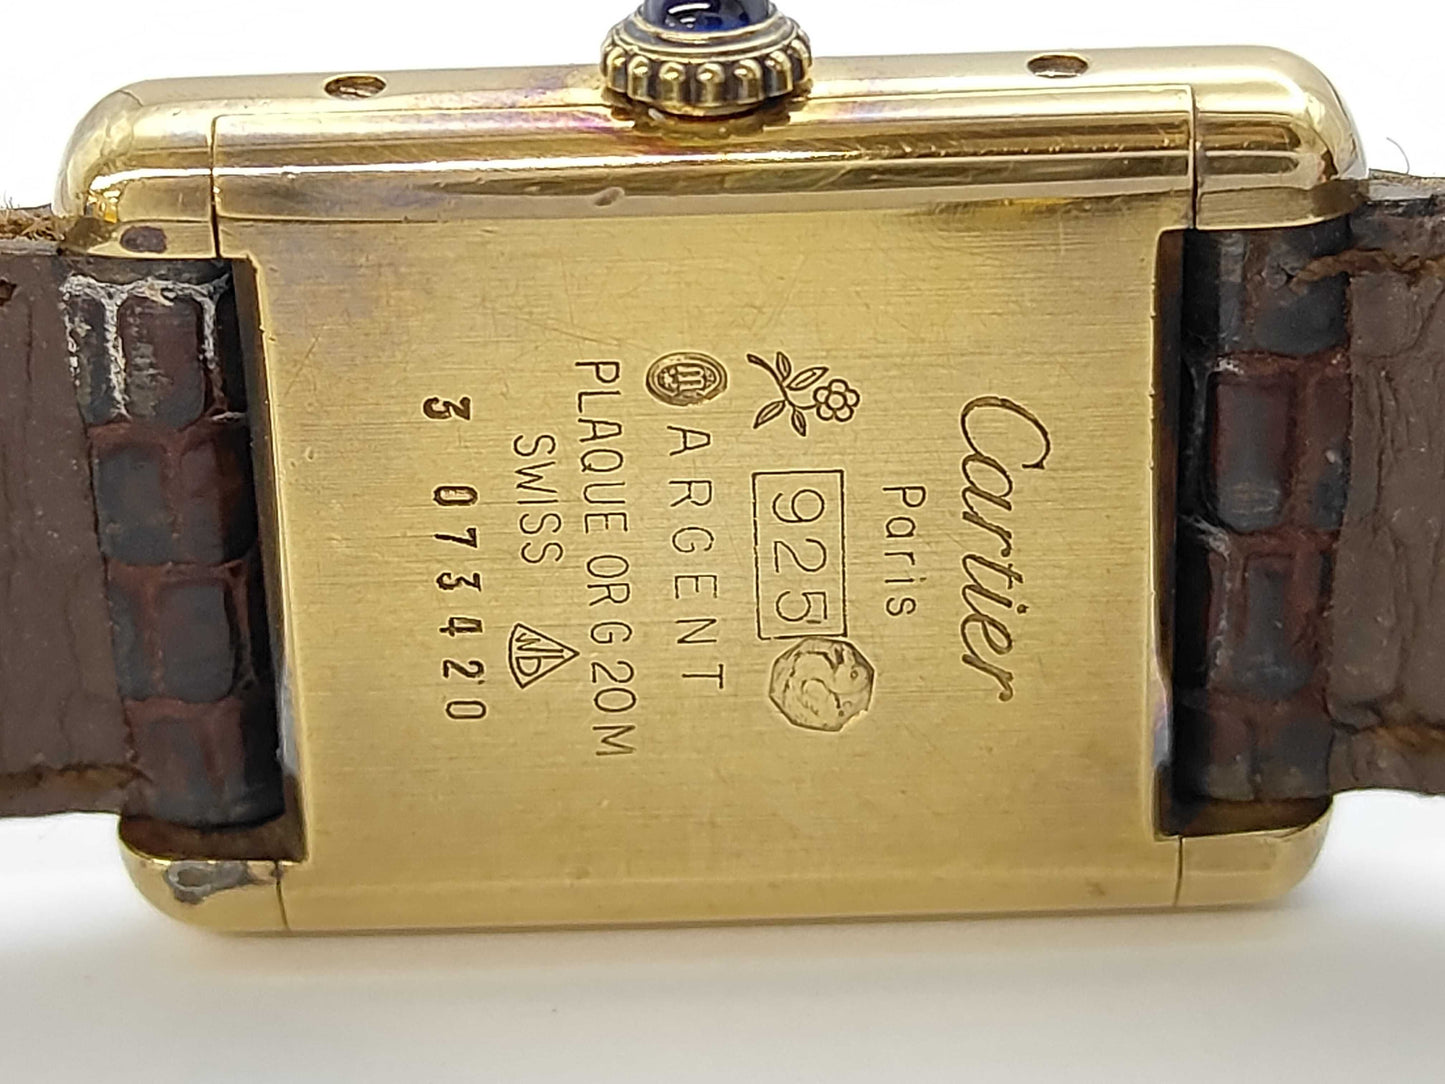 Cartier
Paris
925
ARGENT
PLAQUE OR G 20M
SWISS
3 073420